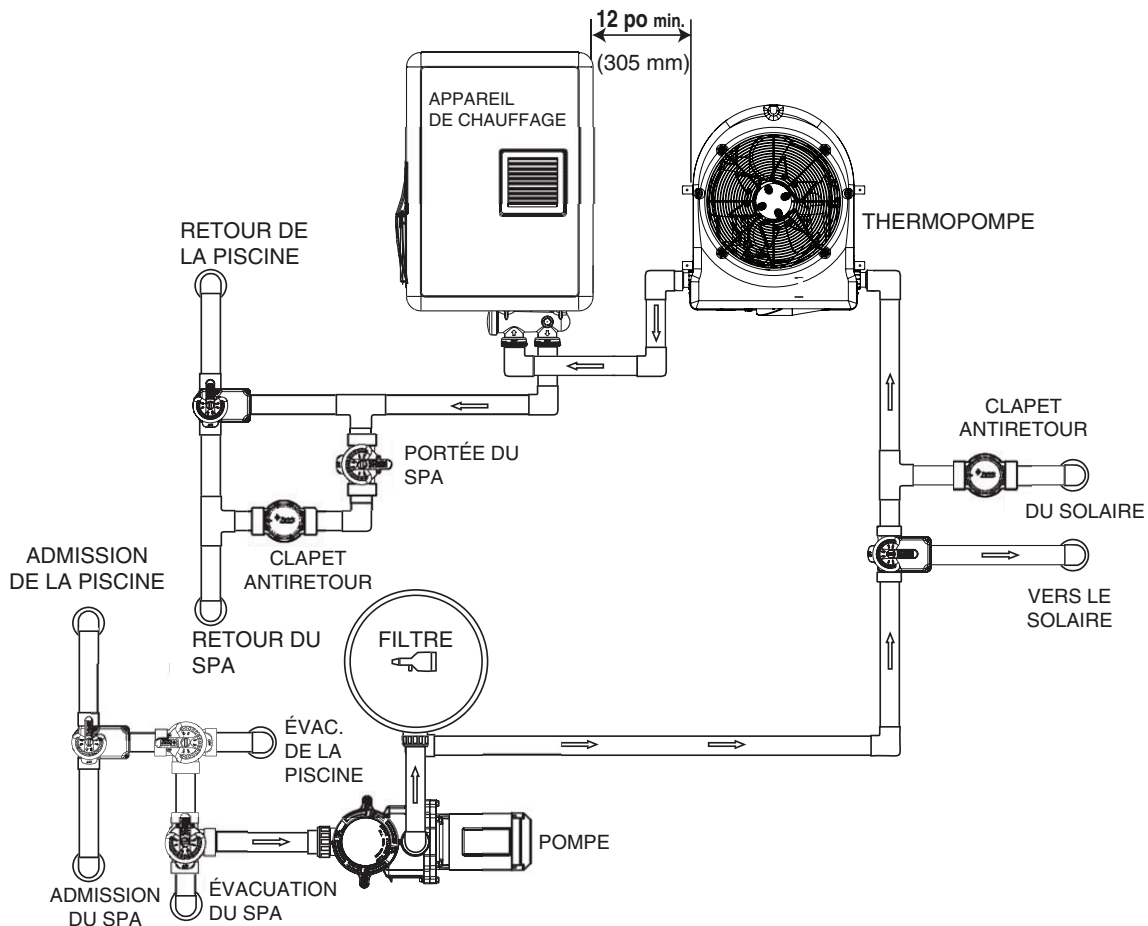 12 po min.
(305 mm)
APPAREIL
DE CHAUFFAGE
THERMOPOMPE
RETOUR DE
LA PISCINE
CLAPET
ANTIRETOUR
PORTÉE DU
SPA
DU SOLAIRE
CLAPET
ANTIRETOUR
ADMISSION
DE LA PISCINE
VERS LE
SOLAIRE
RETOUR DU
SPA
FILTRE
ÉVAC.
DE LA
PISCINE
POMPE
ADMISSION
DU SPA
ÉVACUATION
DU SPA